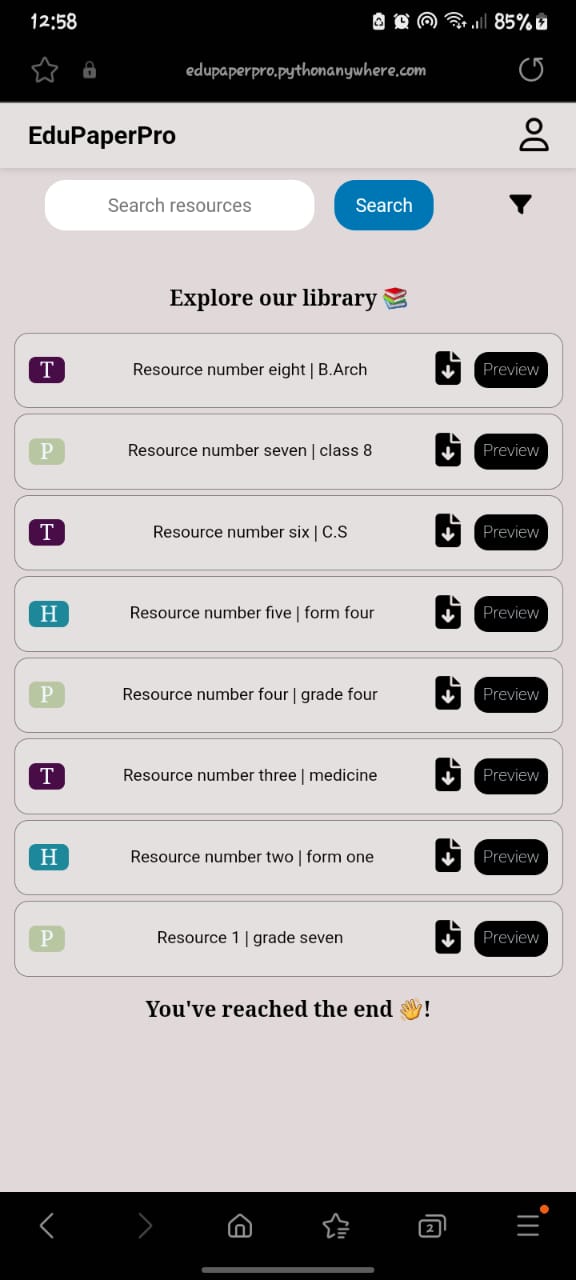 12:58 85%
edupaperpro.pythonanywhere.com
EduPaperPro
Search resources Search
Explore our library 📚
T Resource number eight | B.Arch Preview
P Resource number seven | class 8 Preview
T Resource number six | C.S Preview
H Resource number five | form four Preview
P Resource number four | grade four Preview
T Resource number three | medicine Preview
H Resource number two | form one Preview
P Resource 1 | grade seven Preview
You've reached the end 👋!
2